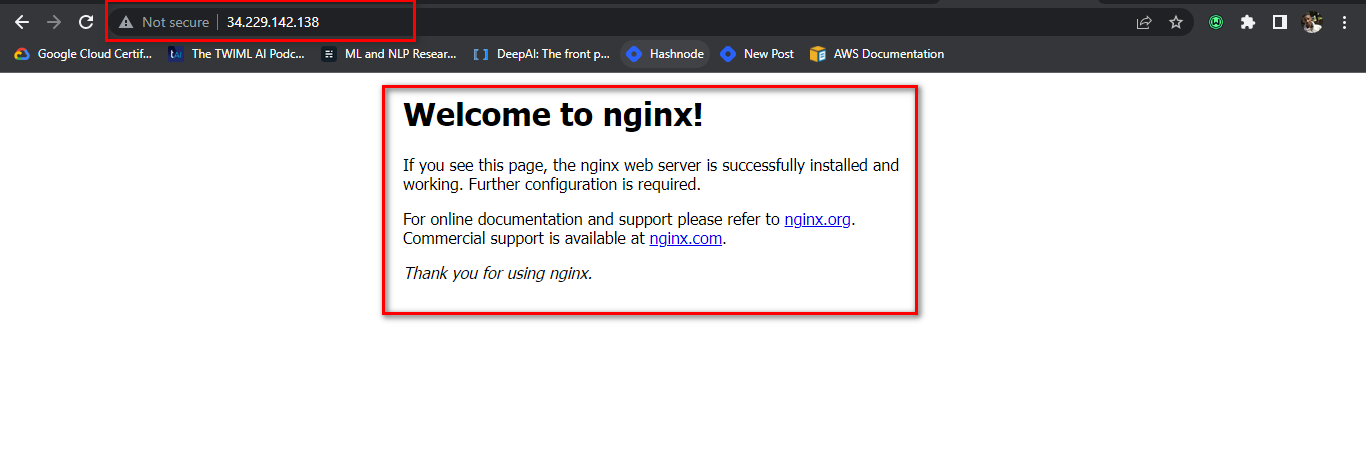 Not secure 34.229.142.138
Google Cloud Certif... The TWIML AI Podc... ML and NLP Resear... DeepAI: The front p... Hashnode New Post AWS Documentation
Welcome to nginx!
If you see this page, the nginx web server is successfully installed and
working. Further configuration is required.
For online documentation and support please refer to nginx.org.
Commercial support is available at nginx.com.
Thank you for using nginx.